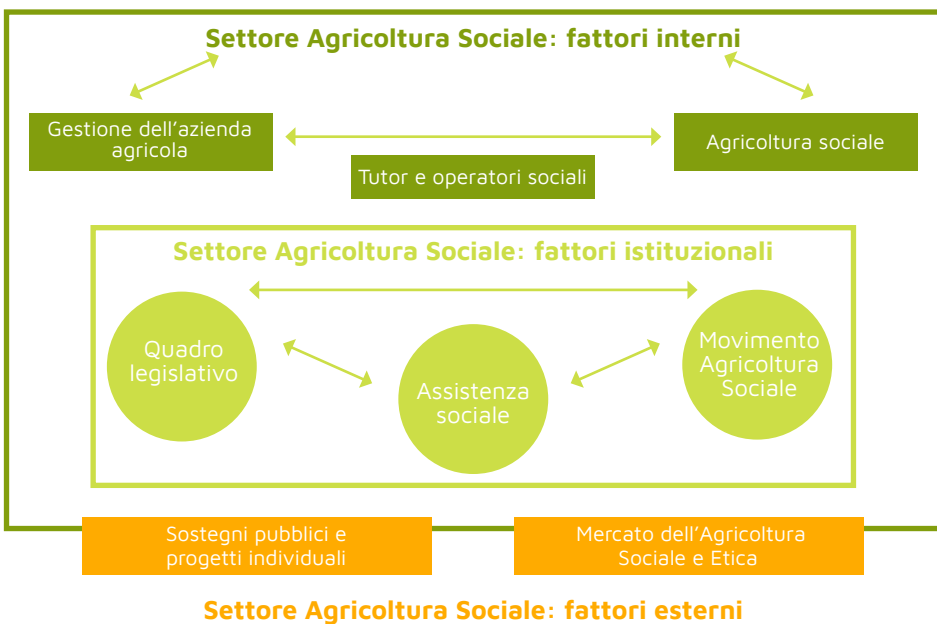 Settore Agricoltura Sociale: fattori interni
Gestione dell'azienda
agricola
Agricoltura sociale
Tutor e operatori sociali
Settore Agricoltura Sociale: fattori istituzionali
Quadro
legislativo
Assistenza
sociale
Movimento
Agricoltura
Sociale
Sostegni pubblici e
progetti individuali
Mercato dell'Agricoltura
Sociale e Etica
Settore Agricoltura Sociale: fattori esterni